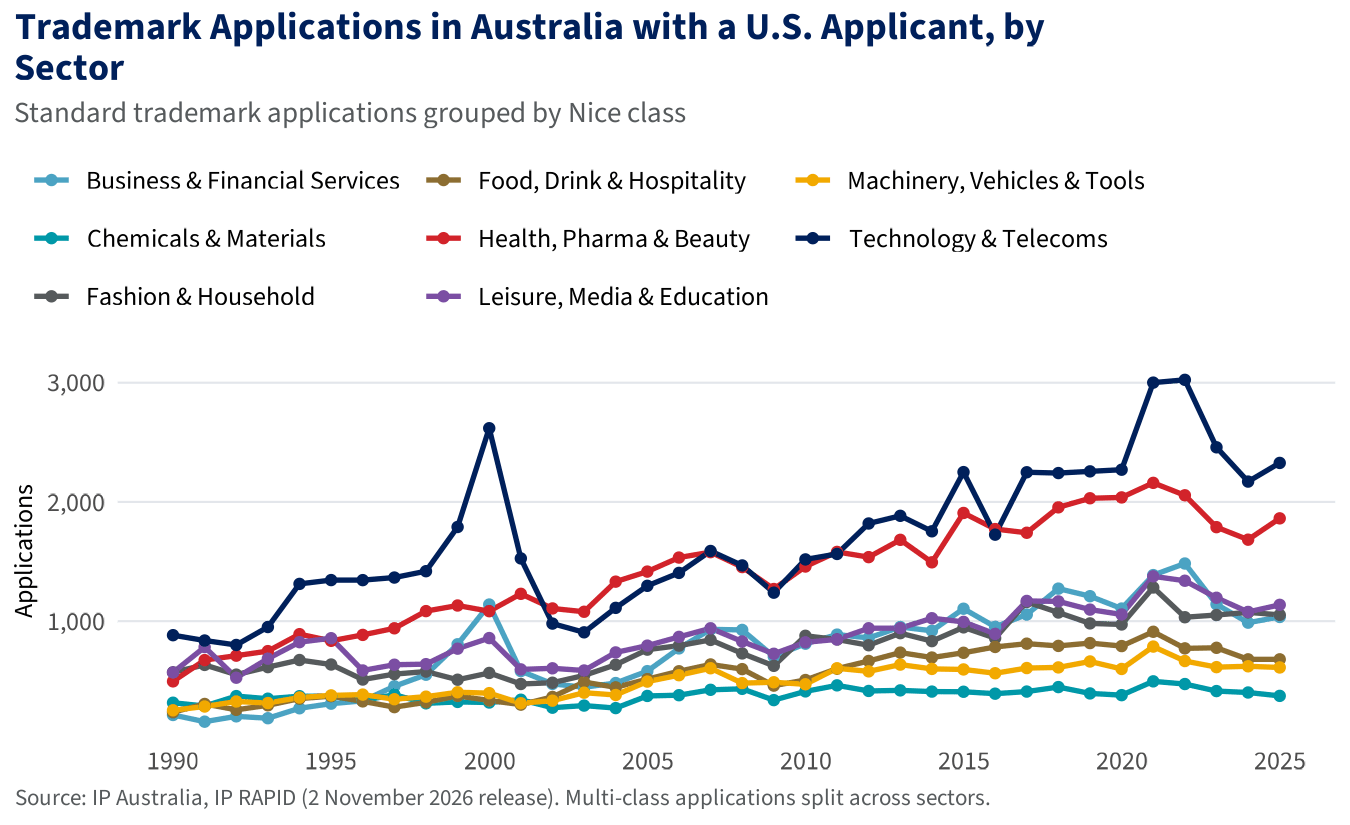 Trademark Applications in Australia with a U.S. Applicant, by
Sector
Standard trademark applications grouped by Nice class
Business & Financial Services
Food, Drink & Hospitality
Machinery, Vehicles & Tools
Chemicals & Materials
Health, Pharma & Beauty
Technology & Telecoms
Fashion & Household
Leisure, Media & Education
Applications
3,000
2,000
1,000
1990 1995 2000 2005 2010 2015 2020 2025
Source: IP Australia, IP RAPID (2 November 2026 release). Multi-class applications split across sectors.